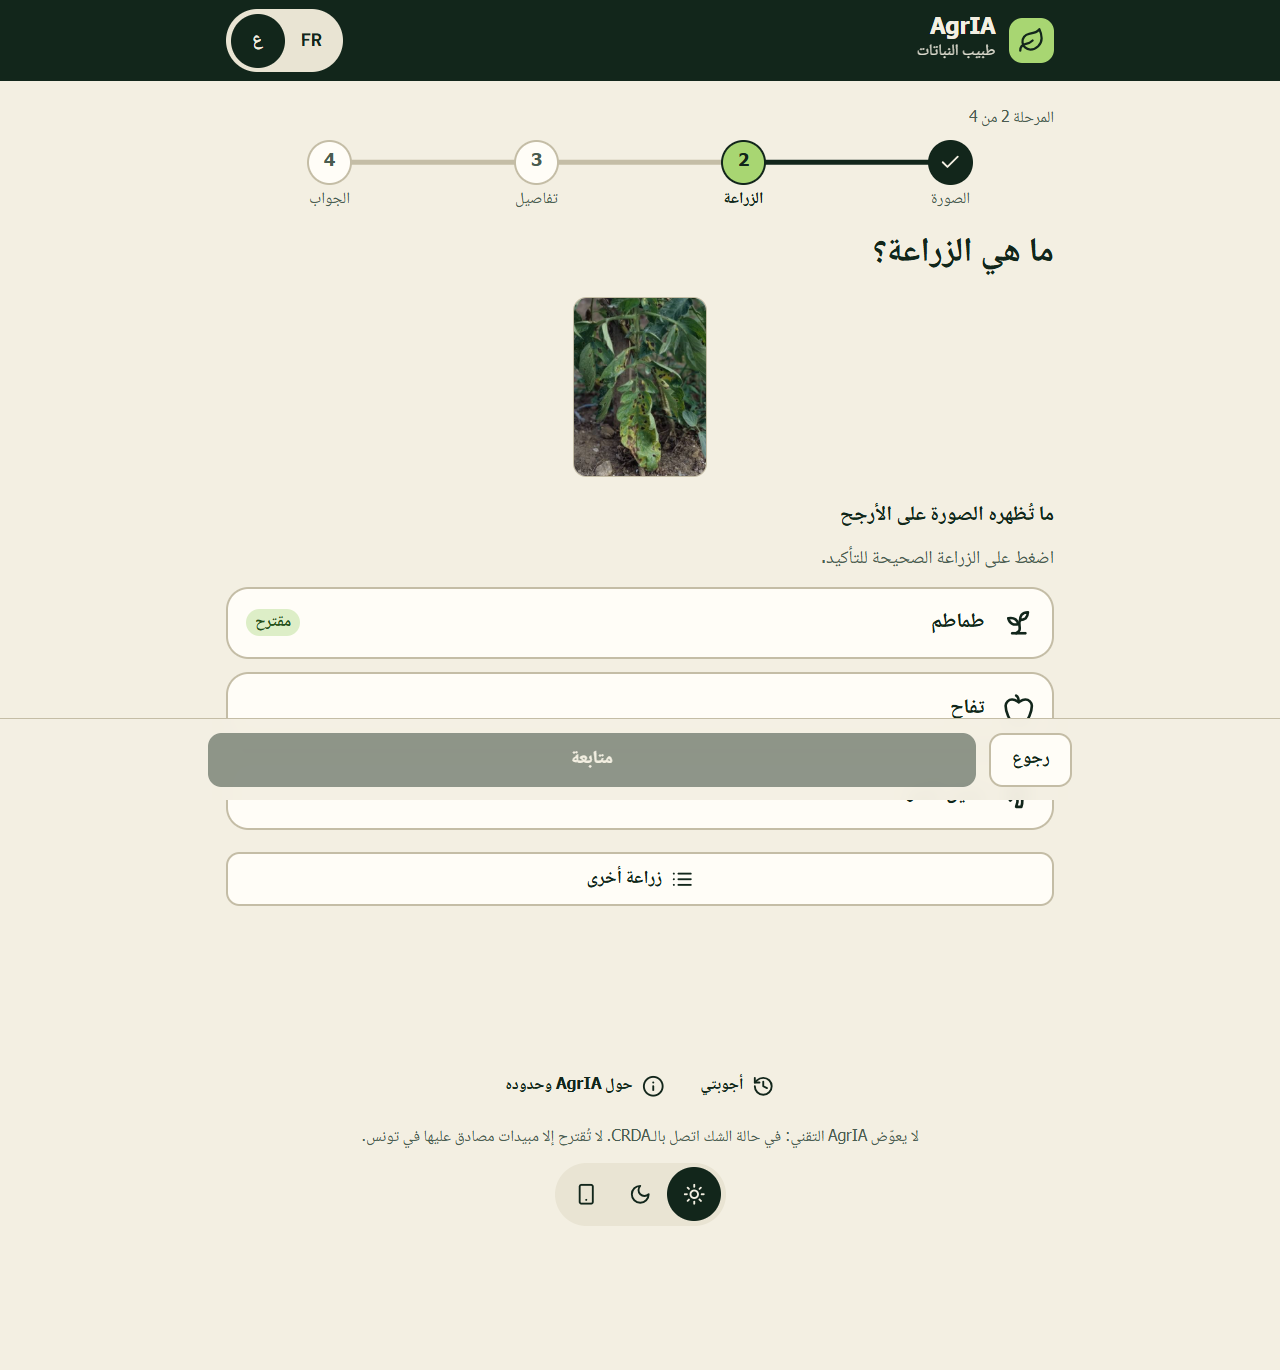 AgrIA
طبيب النباتات
FR
ع
المرحلة 2 من 4
2
3
4
الصورة
الزراعة
تفاصيل
الجواب
ما هي الزراعة؟
ما تُظهره الصورة على الأرجح
اضغط على الزراعة الصحيحة للتأكيد.
طماطم
مقترح
تفاح
رجوع
متابعة
زراعة أخرى
أجوبتي
حول AgrIA وحدوده
لا يعوّض AgrIA التقني: في حالة الشك اتصل بالـCRDA. لا تُقترح إلا مبيدات مصادق عليها في تونس.